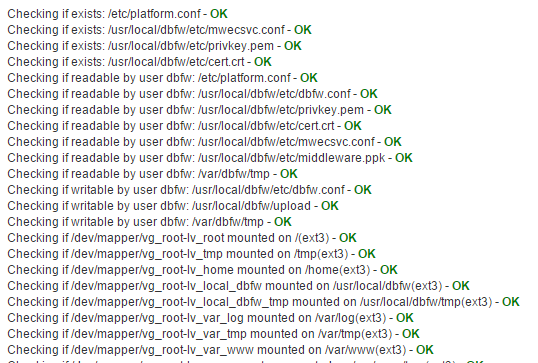 Checking if exists: /etc/platform.conf - OK
Checking if exists: /usr/local/dbfw/etc/mwecsvc.conf - OK
Checking if exists: /usr/local/dbfw/etc/privkey.pem - OK
Checking if exists: /usr/local/dbfw/etc/cert.crt - OK
Checking if readable by user dbfw: /etc/platform.conf - OK
Checking if readable by user dbfw: /usr/local/dbfw/etc/dbfw.conf - OK
Checking if readable by user dbfw: /usr/local/dbfw/etc/privkey.pem - OK
Checking if readable by user dbfw: /usr/local/dbfw/etc/cert.crt - OK
Checking if readable by user dbfw: /usr/local/dbfw/etc/mwecsvc.conf - OK
Checking if readable by user dbfw: /usr/local/dbfw/etc/middleware.ppk - OK
Checking if readable by user dbfw: /var/dbfw/tmp - OK
Checking if writable by user dbfw: /usr/local/dbfw/etc/dbfw.conf - OK
Checking if writable by user dbfw: /usr/local/dbfw/upload - OK
Checking if writable by user dbfw: /var/dbfw/tmp - OK
Checking if /dev/mapper/vg_root-lv_root mounted on /(ext3) - OK
Checking if /dev/mapper/vg_root-lv_tmp mounted on /tmp(ext3) - OK
Checking if /dev/mapper/vg_root-lv_home mounted on /home(ext3) - OK
Checking if /dev/mapper/vg_root-lv_local_dbfw mounted on /usr/local/dbfw(ext3) - OK
Checking if /dev/mapper/vg_root-lv_local_dbfw_tmp mounted on /usr/local/dbfw/tmp(ext3) - OK
Checking if /dev/mapper/vg_root-lv_var_log mounted on /var/log(ext3) - OK
Checking if /dev/mapper/vg_root-lv_var_tmp mounted on /var/tmp(ext3) - OK
Checking if /dev/mapper/vg_root-lv_var_www mounted on /var/www(ext3) - OK